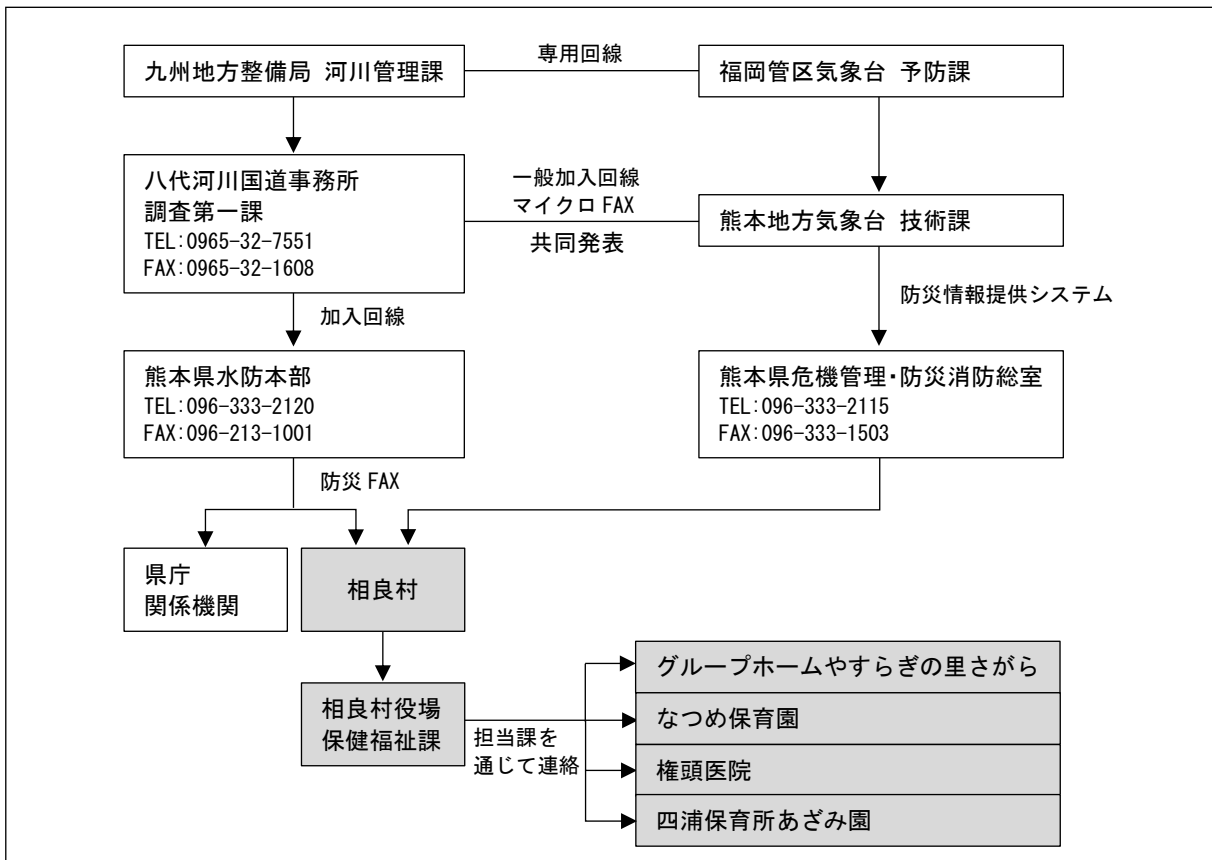 九州地方整備局 河川管理課
専用回線
福岡管区気象台 予防課
八代河川国道事務所
調査第一課
TEL:0965-32-7551
FAX:0965-32-1608
一般加入回線
マイクロ FAX
共同発表
熊本地方気象台 技術課
加入回線
防災情報提供システム
熊本県水防本部
TEL:096-333-2120
FAX:096-213-1001
熊本県危機管理・防災消防総室
TEL:096-333-2115
FAX:096-333-1503
防災 FAX
県庁
関係機関
相良村
相良村役場
保健福祉課
担当課を
通じて連絡
グループホームやすらぎの里さがら
なつめ保育園
権頭医院
四浦保育所あざみ園